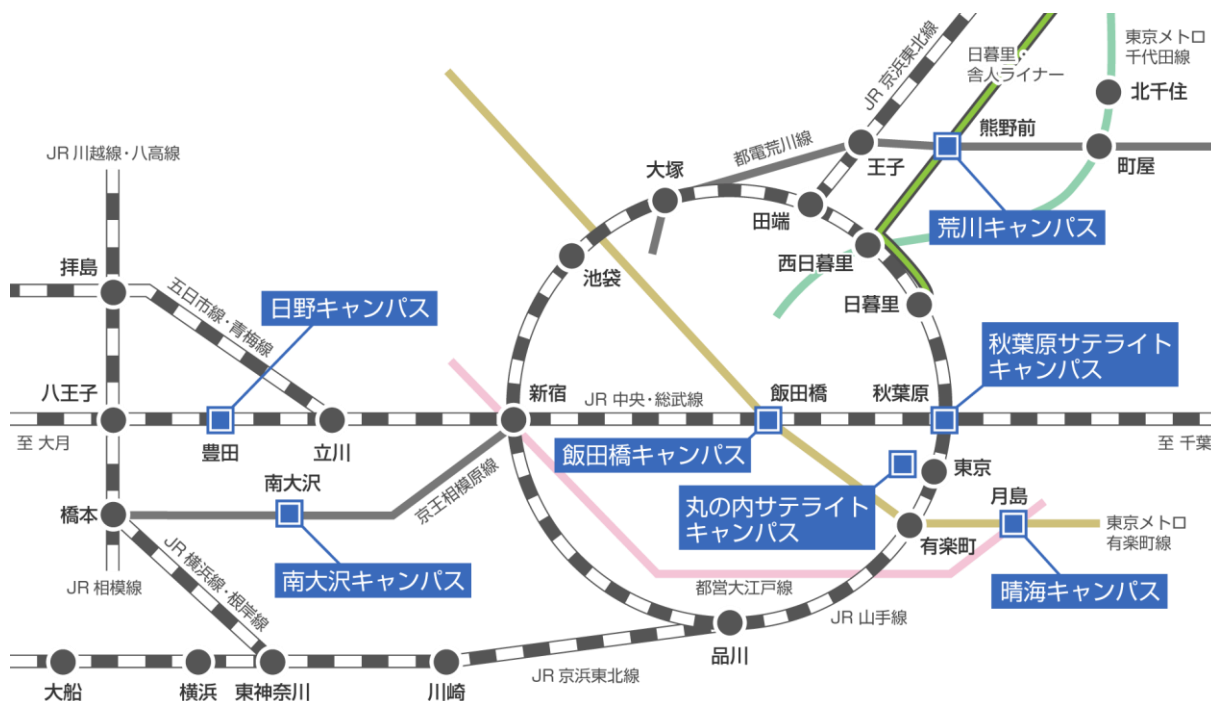 東京メトロ
千代田線
日暮里・
舎人ライナー
JR 京浜東北線
北千住
熊野前
都電荒川線
王子
町屋
JR 川越線・八高線
大塚
田端
荒川キャンパス
西日暮里
池袋
拝島
五日市線・青梅線
日野キャンパス
日暮里
秋葉原サテライト
キャンパス
八王子
新宿
JR 中央・総武線
飯田橋
秋葉原
至 大月
豊田
立川
至 千葉
飯田橋キャンパス
南大沢
京王相模原線
東京
丸の内サテライト
キャンパス
月島
橋本
有楽町
東京メトロ
有楽町線
JR 相模線
JR 横浜線・根岸線
南大沢キャンパス
都営大江戸線
晴海キャンパス
JR 山手線
品川
JR 京浜東北線
大船
横浜
東神奈川
川崎